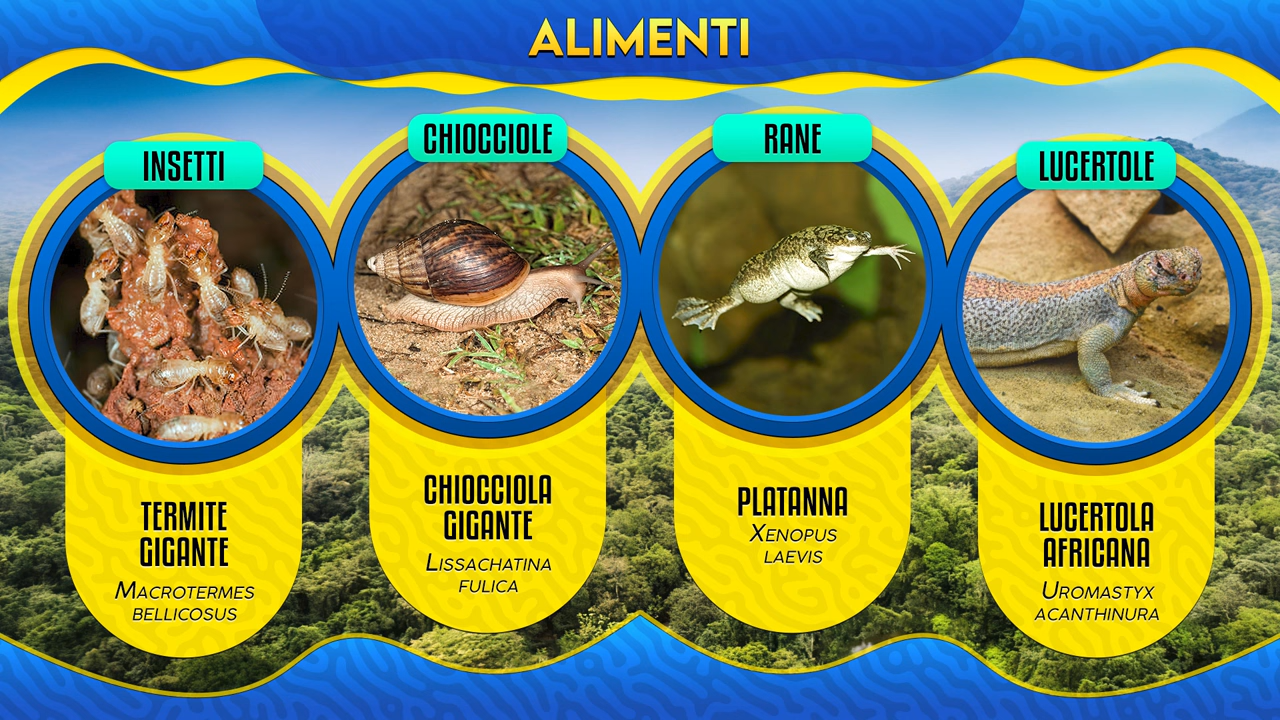 ALIMENTI
INSETTI
TERMITE
GIGANTE
MACROTERMES
BELLICOSUS
CHIOCCIOLE
CHIOCCIOLA
GIGANTE
LISSACHATINA
FULICA
RANE
PLATANNA
XENOPUS
LAEVIS
LUCERTOLE
LUCERTOLA
AFRICANA
UROMASTYX
ACANTHINURA